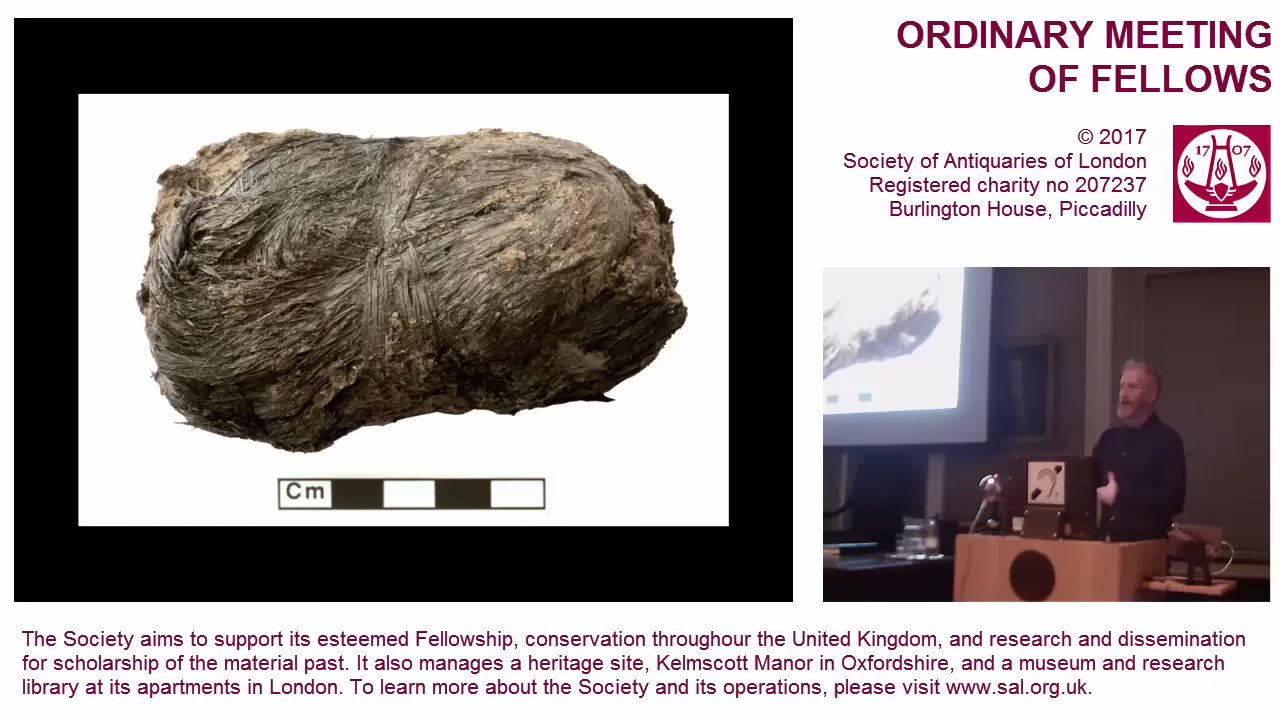 ORDINARY MEETING
OF FELLOWS
© 2017
Society of Antiquaries of London
Registered charity no 207237
Burlington House, Piccadilly
17 07
Cm
The Society aims to support its esteemed Fellowship, conservation throughour the United Kingdom, and research and dissemination
for scholarship of the material past. It also manages a heritage site, Kelmscott Manor in Oxfordshire, and a museum and research
library at its apartments in London. To learn more about the Society and its operations, please visit www.sal.org.uk.